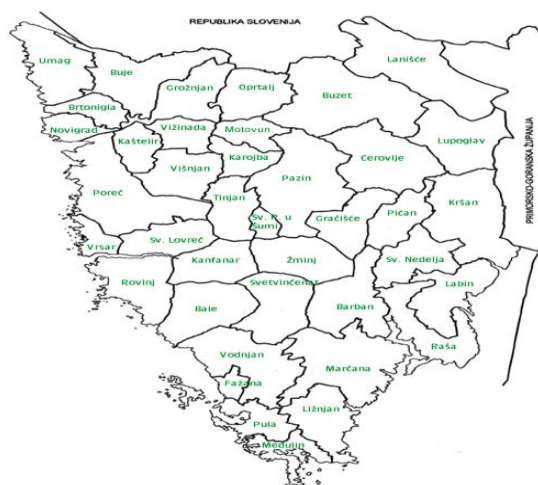 REPUBLIKA SLOVENIJA
Umag
Buje
Lanišće
Grožnjan
Oprtalj
Buzet
Brtonigla
Novigrad
Vižinada
Motovun
Kaštelir
Lupoglav
Višnjan
Karojba
Cerovlje
Pazin
Poreč
Tinjan
Pićan
Kršan
Sv. P. u
Šumi
Gračišće
Vrsar
Sv. Lovreč
Kanfanar
Žminj
Sv. Nedelja
Rovinj
Svetvinčenat
Labin
Bale
Barban
Raša
Vodnjan
Marčana
Fažana
Ližnjan
Pula
Medulin
PRIMORSKO-GORANSKA ŽUPANIJA